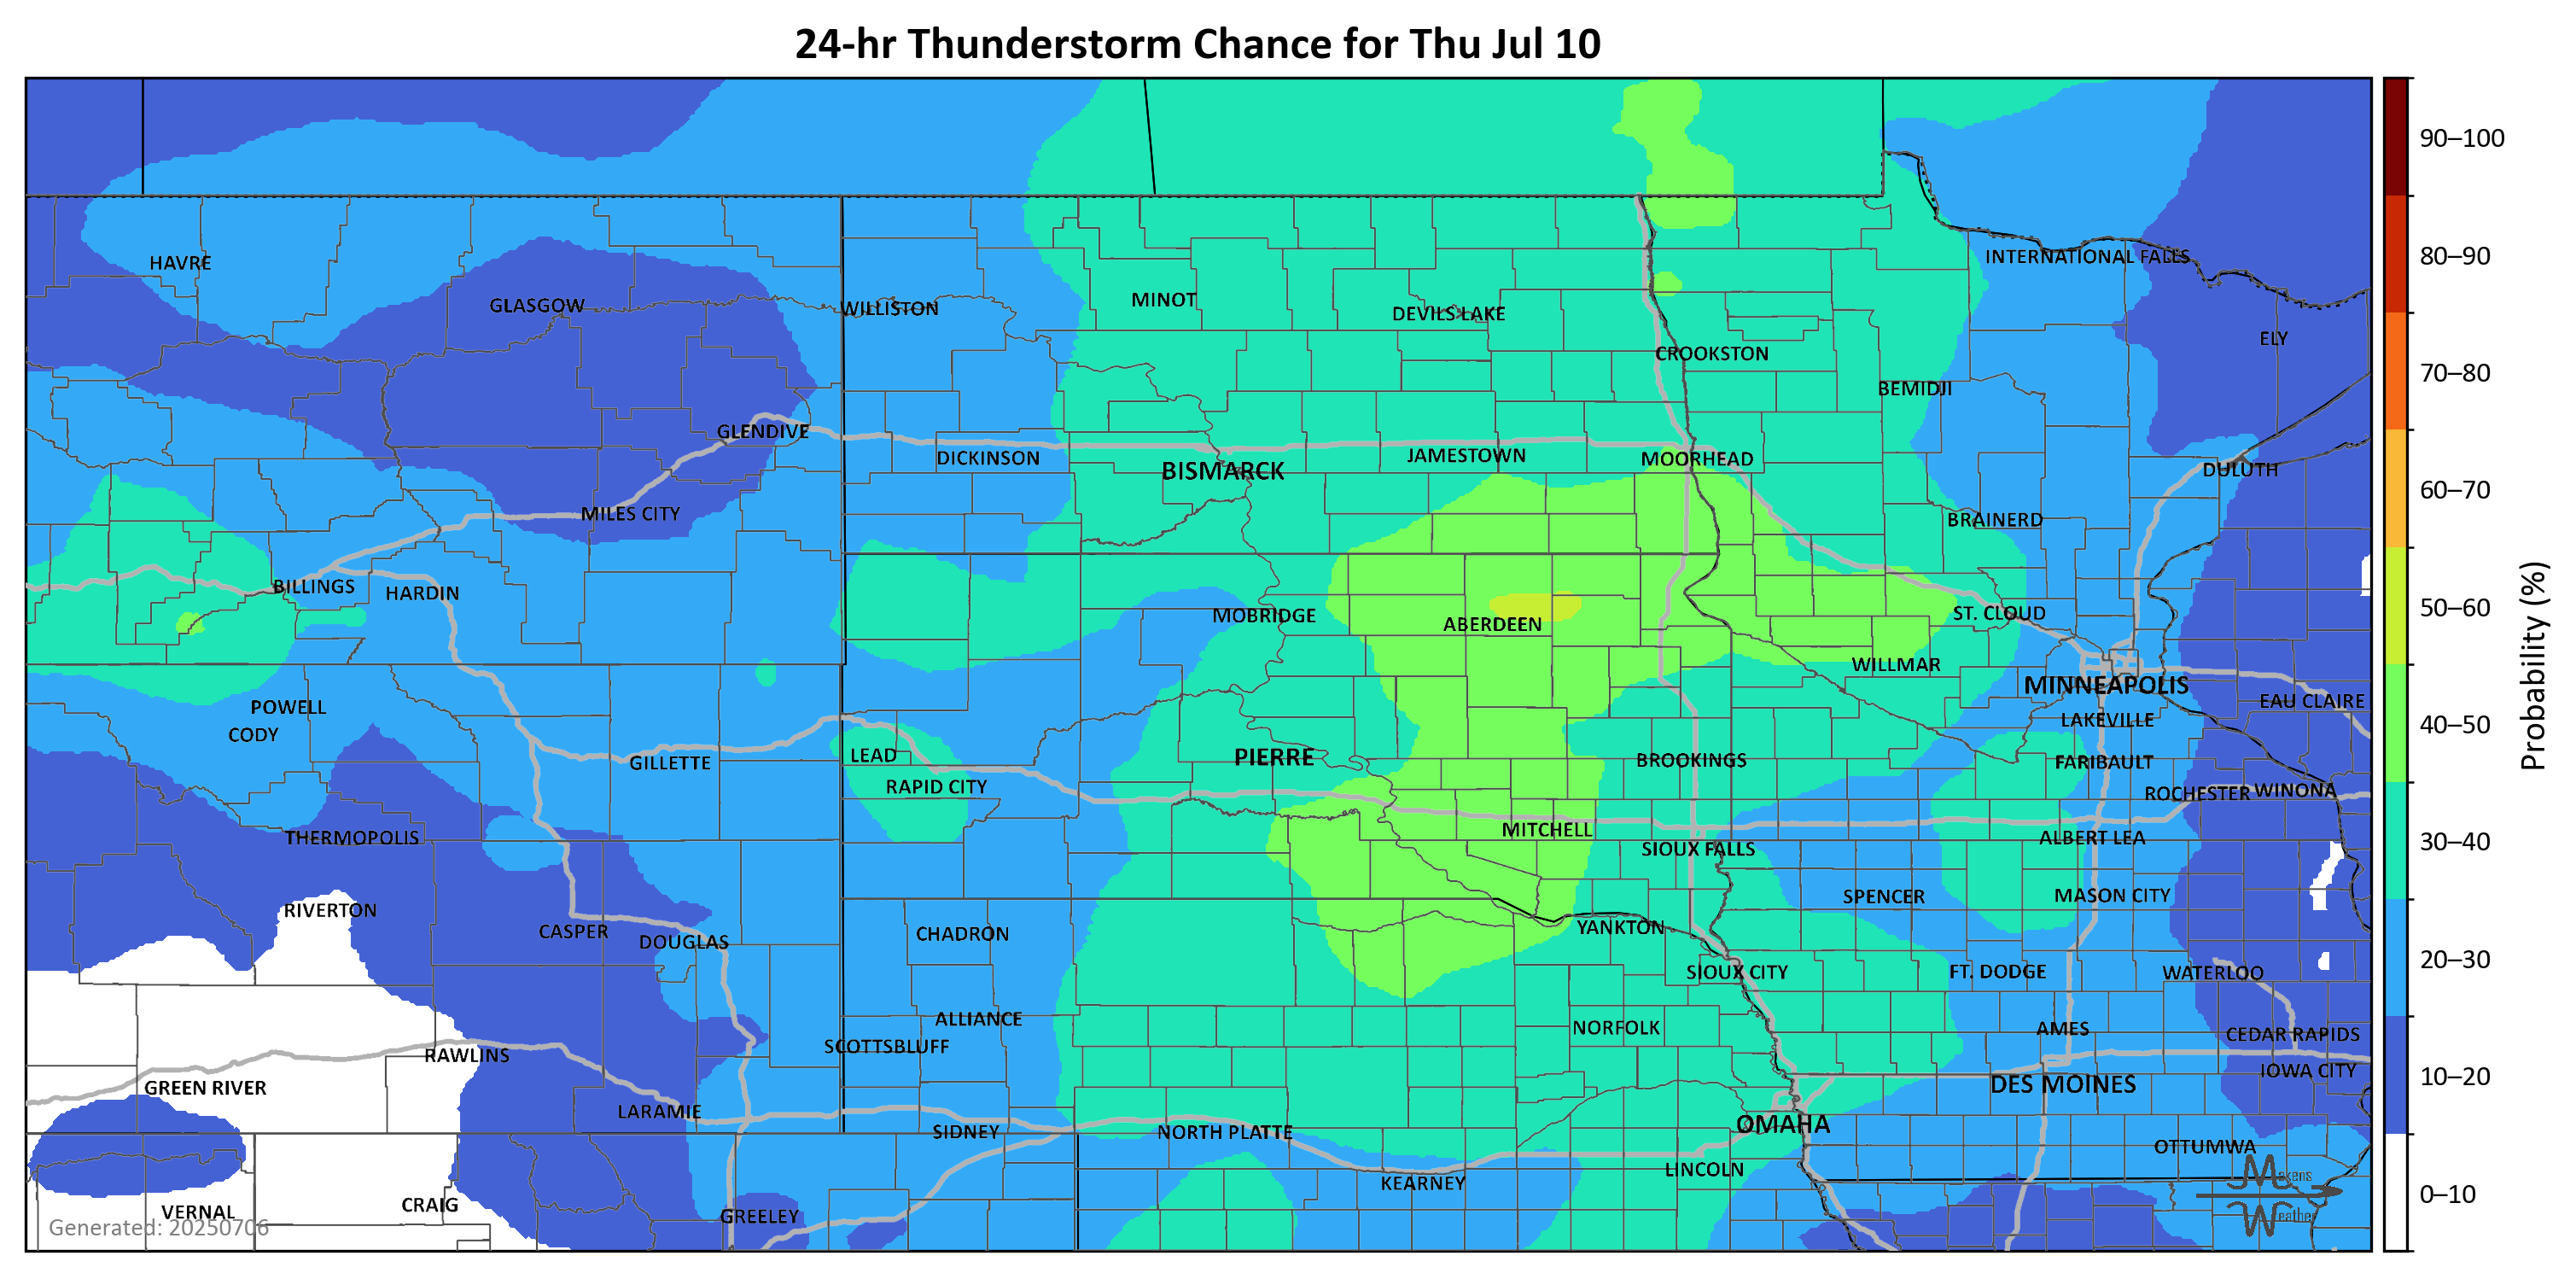 24-hr Thunderstorm Chance for Thu Jul 10
90–100
HAVRE
INTERNATIONAL FALLS
80–90
GLASGOW
WILLISTON
MINOT
DEVILS LAKE
ELY
CROOKSTON
70–80
BEMIDJI
GLENDIVE
DICKINSON
BISMARCK
JAMESTOWN
MOORHEAD
DULUTH
60–70
MILES CITY
BRAINERD
BILLINGS
HARDIN
MOBRIDGE
ABERDEEN
ST. CLOUD
50–60
WILLMAR
MINNEAPOLIS
EAU CLAIRE
POWELL
CODY
LAKEVILLE
40–50
Probability (%)
GILLETTE
LEAD
PIERRE
BROOKINGS
FARIBAULT
RAPID CITY
ROCHESTER
WINONA
THERMOPOLIS
MITCHELL
ALBERT LEA
30–40
SIOUX FALLS
SPENCER
MASON CITY
RIVERTON
CASPER
DOUGLAS
CHADRON
YANKTON
SIOUX CITY
FT. DODGE
WATERLOO
20–30
ALLIANCE
NORFOLK
AMES
CEDAR RAPIDS
SCOTTSBLUFF
RAWLINS
GREEN RIVER
DES MOINES
IOWA CITY
10–20
LARAMIE
SIDNEY
NORTH PLATTE
OMAHA
OTTUMWA
LINCOLN
KEARNEY
Makens
Weather
0–10
CRAIG
VERNAL
GREELEY
Generated: 20250706